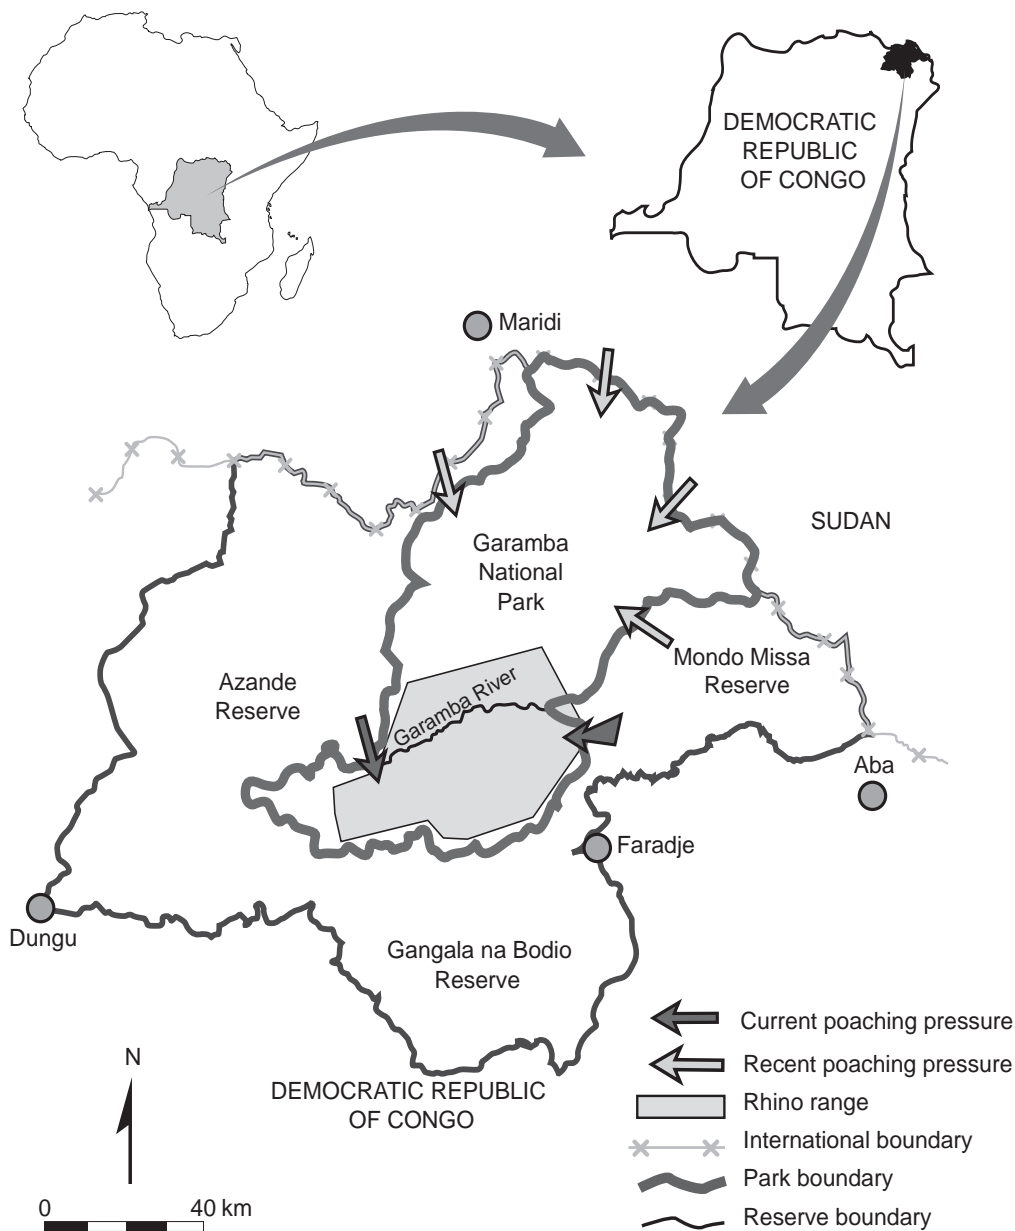 DEMOCRATIC
REPUBLIC
OF CONGO
Maridi
SUDAN
Garamba
National
Park
Mondo Missa
Reserve
Azande
Reserve
Garamba River
Aba
Faradje
Dungu
Gangala na Bodio
Reserve
DEMOCRATIC REPUBLIC
OF CONGO
N
0 40 km
Current poaching pressure
Recent poaching pressure
Rhino range
International boundary
Park boundary
Reserve boundary